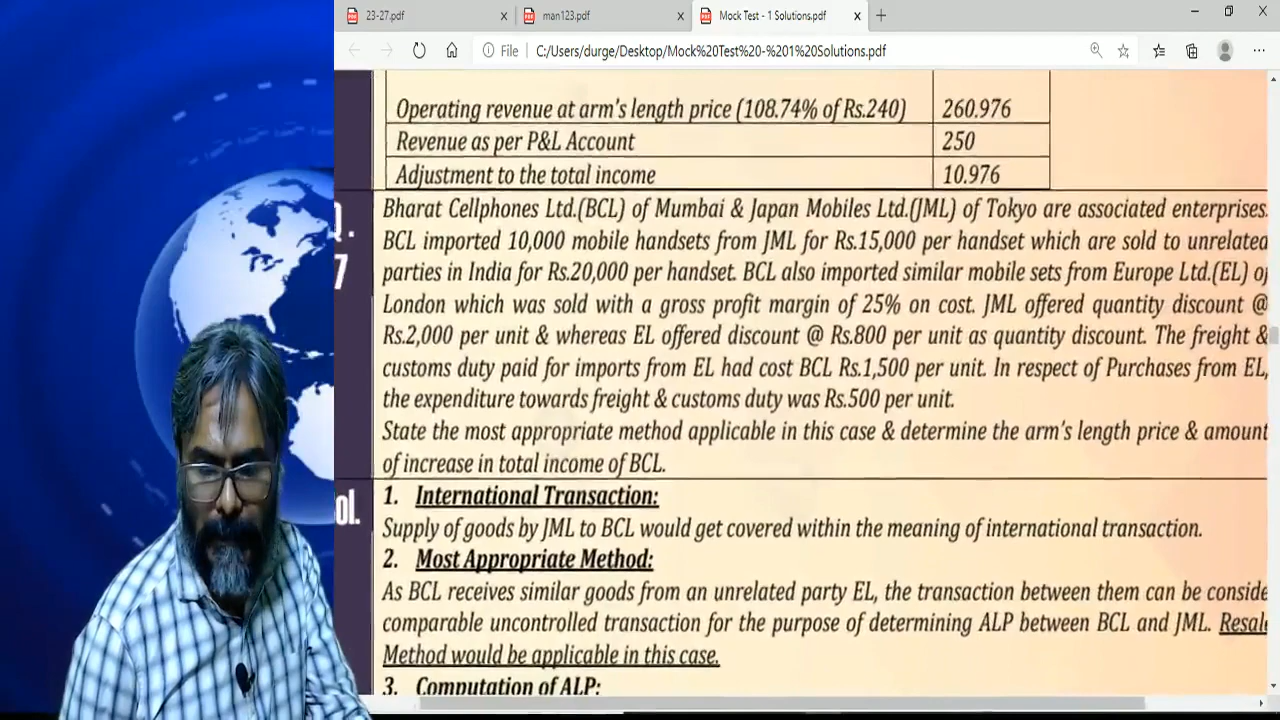 23-27.pdf
man123.pdf
Mock Test - 1 Solutions.pdf
File
C:/Users/durge/Desktop/Mock%20Test%20-%201%20Solutions.pdf
Operating revenue at arm's length price (108.74% of Rs.240) 260.976
Revenue as per P&L Account 250
Adjustment to the total income 10.976
Q.
7
Bharat Cellphones Ltd.(BCL) of Mumbai & Japan Mobiles Ltd.(JML) of Tokyo are associated enterprises.
BCL imported 10,000 mobile handsets from JML for Rs.15,000 per handset which are sold to unrelated
parties in India for Rs.20,000 per handset. BCL also imported similar mobile sets from Europe Ltd.(EL) of
London which was sold with a gross profit margin of 25% on cost. JML offered quantity discount @
Rs.2,000 per unit & whereas EL offered discount @ Rs.800 per unit as quantity discount. The freight &
customs duty paid for imports from EL had cost BCL Rs.1,500 per unit. In respect of Purchases from EL,
the expenditure towards freight & customs duty was Rs.500 per unit.
State the most appropriate method applicable in this case & determine the arm's length price & amount
of increase in total income of BCL.
ol.
1. International Transaction:
Supply of goods by JML to BCL would get covered within the meaning of international transaction.
2. Most Appropriate Method:
As BCL receives similar goods from an unrelated party EL, the transaction between them can be conside
comparable uncontrolled transaction for the purpose of determining ALP between BCL and JML. Resal
Method would be applicable in this case.
3. Computation of ALP: